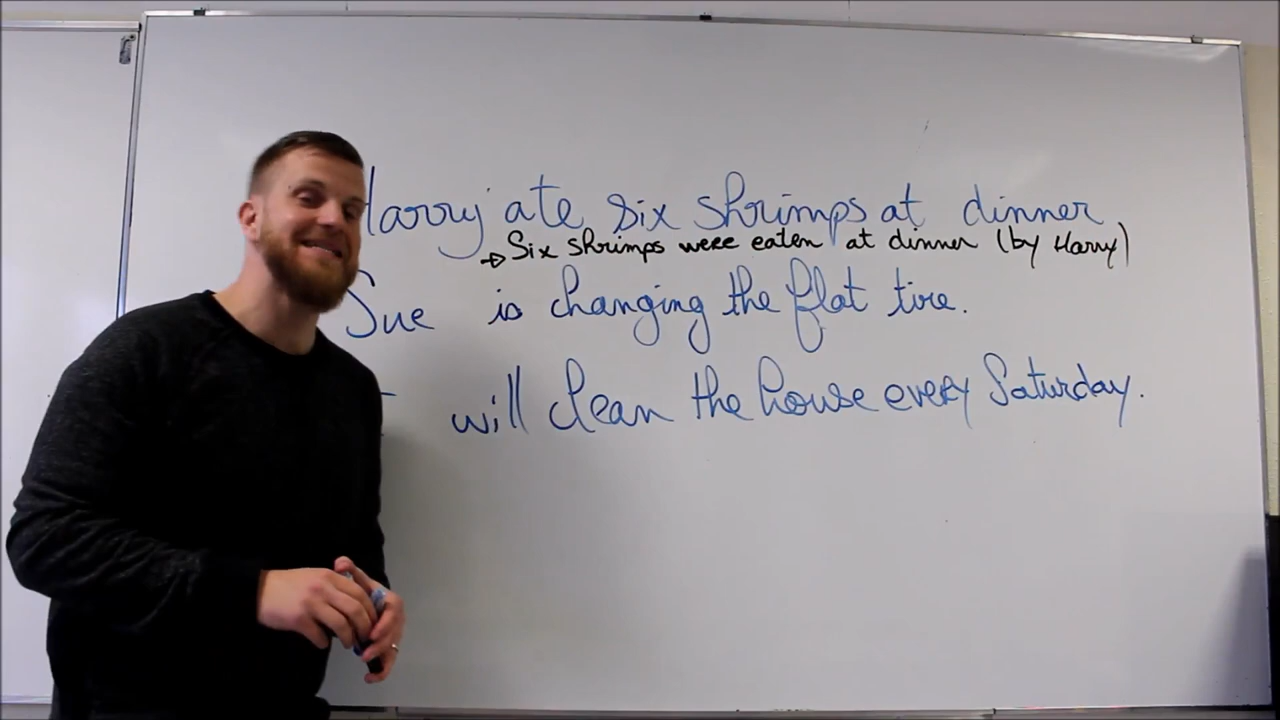 Harry ate six shrimps at dinner
→ Six shrimps were eaten at dinner (by Harry)
Sue is changing the flat tire.
will clean the house every Saturday.